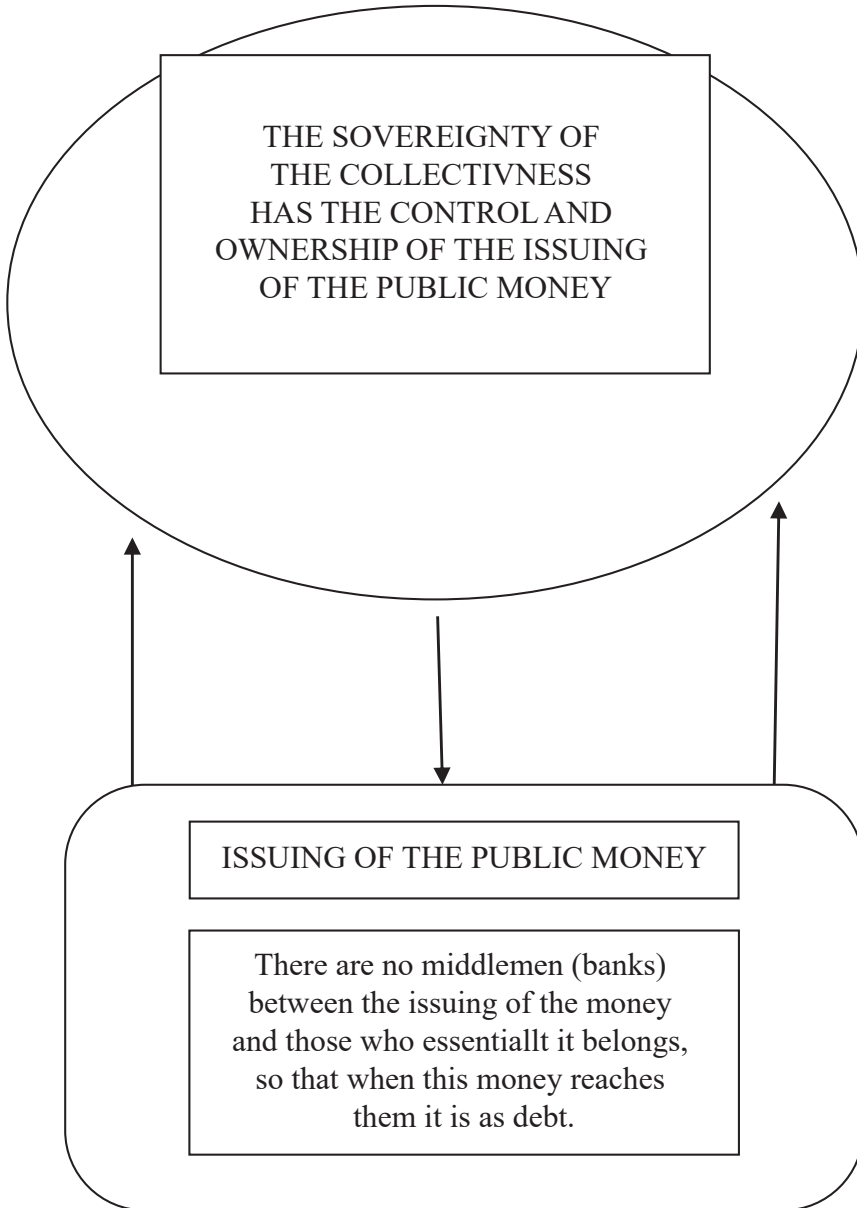 THE SOVEREIGNTY OF
THE COLLECTIVNESS
HAS THE CONTROL AND
OWNERSHIP OF THE ISSUING
OF THE PUBLIC MONEY
ISSUING OF THE PUBLIC MONEY
There are no middlemen (banks)
between the issuing of the money
and those who essentiallt it belongs,
so that when this money reaches
them it is as debt.